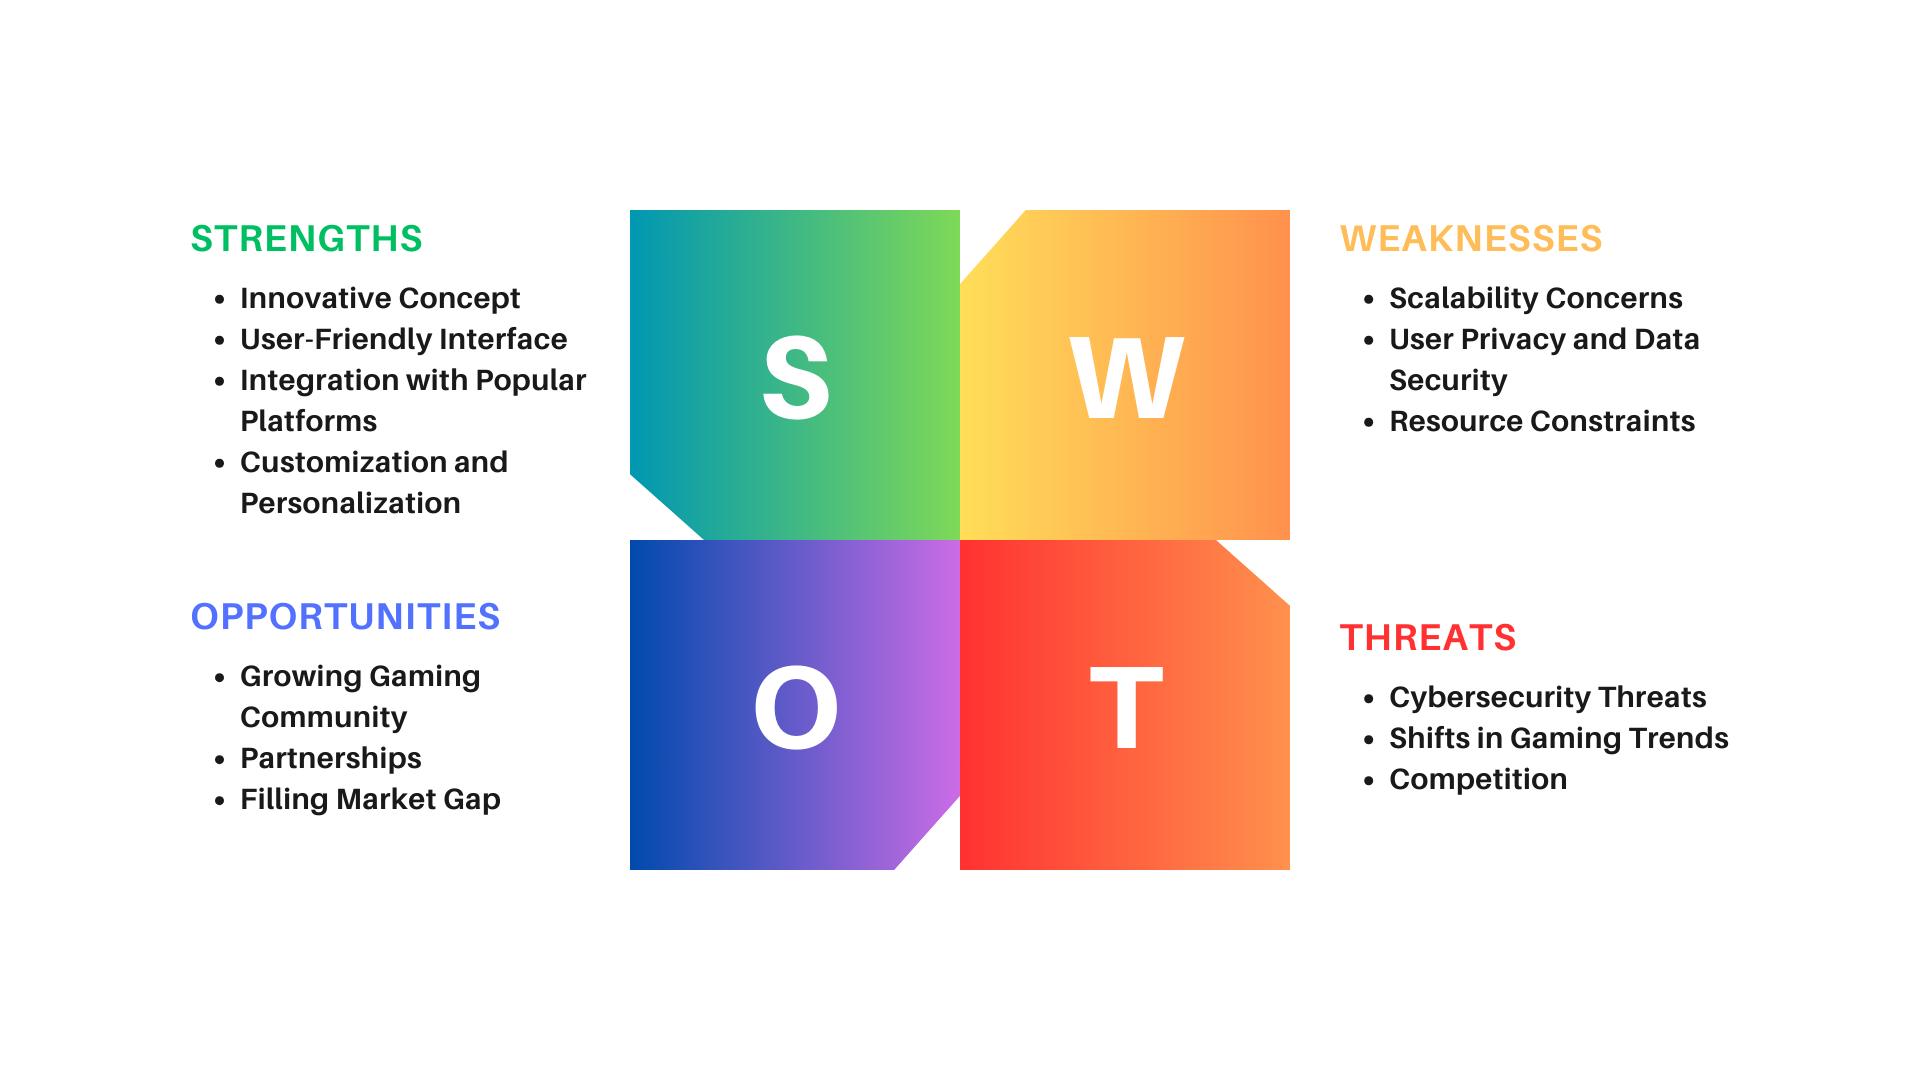 STRENGTHS
• Innovative Concept
• User-Friendly Interface
• Integration with Popular
Platforms
• Customization and
Personalization
S
W
WEAKNESSES
• Scalability Concerns
• User Privacy and Data
Security
• Resource Constraints
OPPORTUNITIES
• Growing Gaming
Community
• Partnerships
• Filling Market Gap
O
T
THREATS
• Cybersecurity Threats
• Shifts in Gaming Trends
• Competition